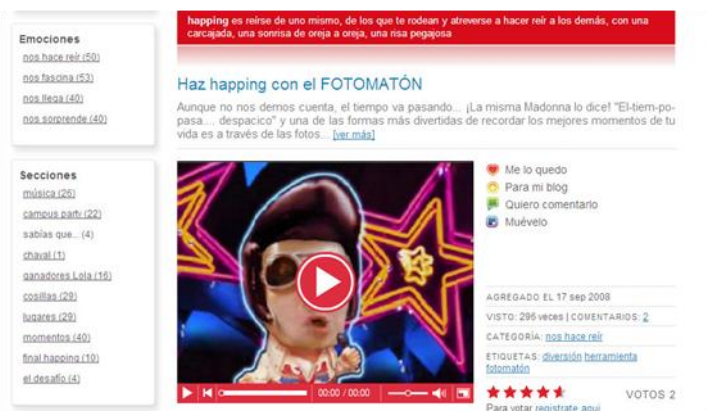 Emociones
nos hace reír (50)
nos fascina (53)
nos llega (40)
nos sorprende (40)
Secciones
música (26)
campus party (22)
sabías que... (4)
chaval (1)
ganadores Lola (16)
cosillas (29)
lugares (29)
momentos (40)
final happing (10)
el desafío (4)
happing es reírse de uno mismo, de los que te rodean y atreverse a hacer reír a los demás, con una
carcajada, una sonrisa de oreja a oreja, una risa pegajosa
Haz happing con el FOTOMATÓN
Aunque no nos demos cuenta, el tiempo va pasando... ¡La misma Madonna lo dice! "El-tiem-po-
pasa.... despacico" y una de las formas más divertidas de recordar los mejores momentos de tu
vida es a través de las fotos... [ver más]
00:00 / 00:00
Me lo quedo
Para mi blog
Quiero comentarlo
Muévelo
AGREGADO EL 17 sep 2008
VISTO: 296 veces | COMENTARIOS: 2
CATEGORÍA: nos hace reír
ETIQUETAS: diversión herramienta
fotomatón
VOTOS 2
Para votar regístrate aquí